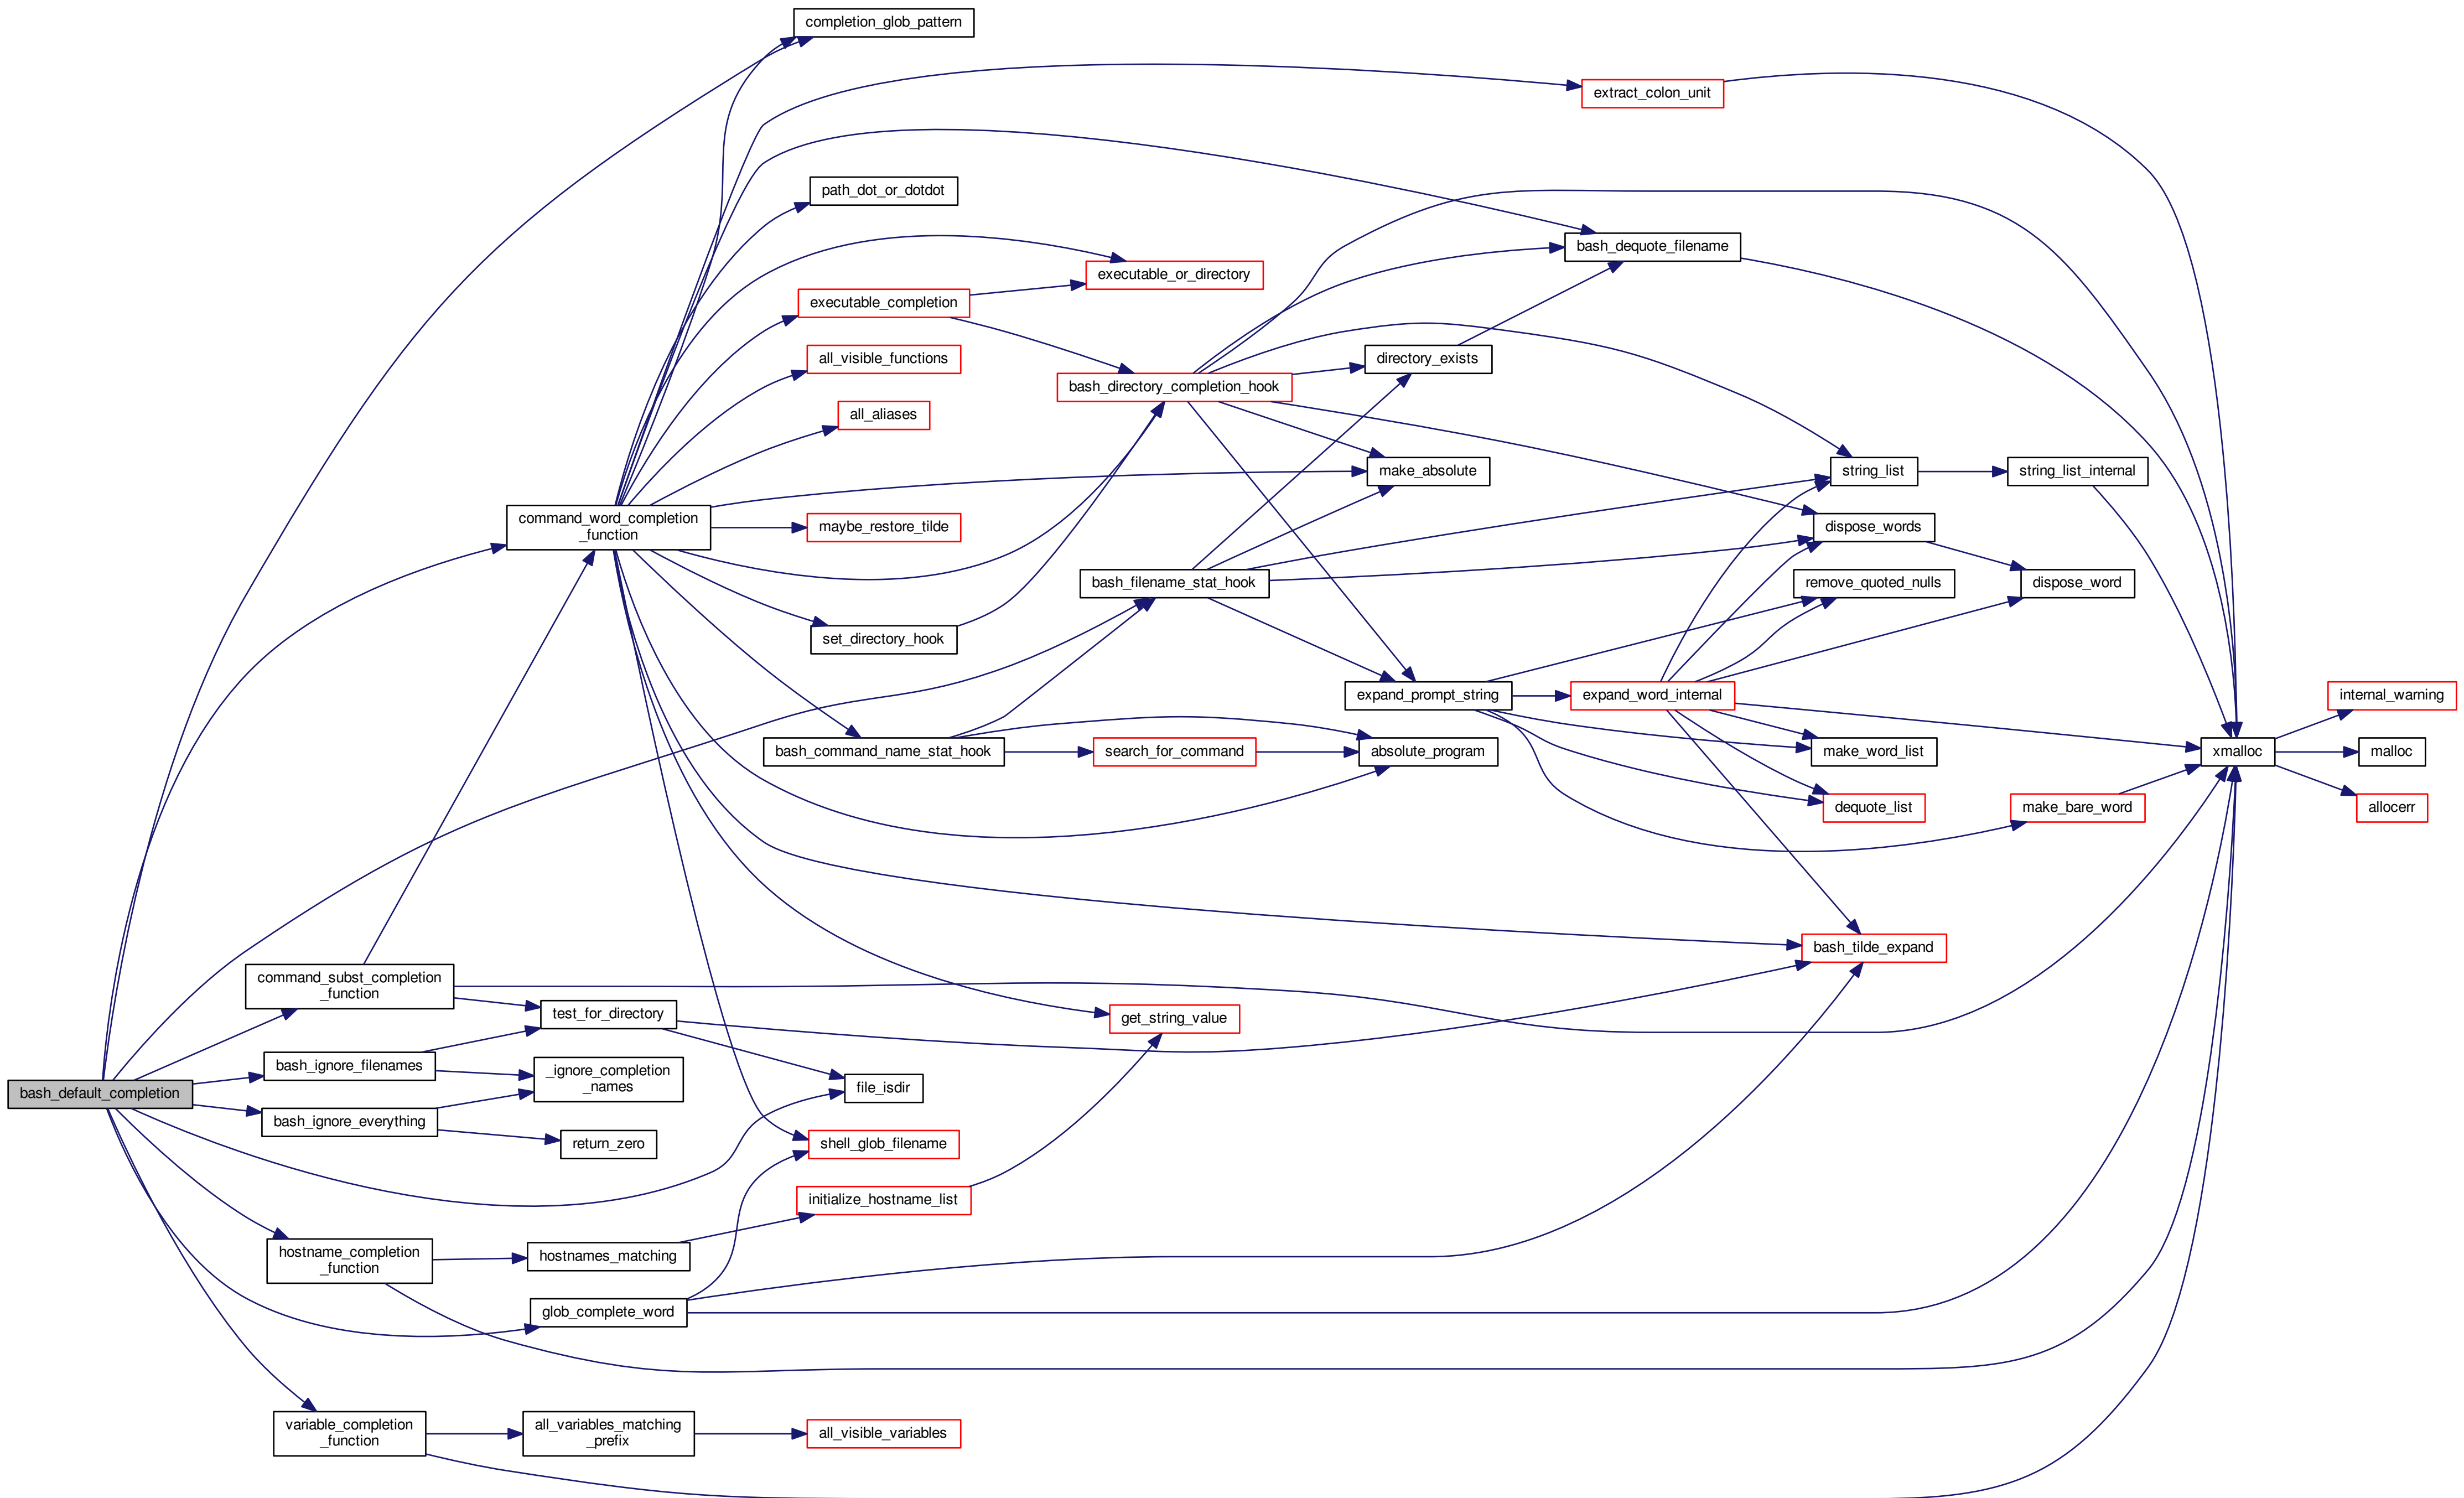 completion_glob_pattern
extract_colon_unit
path_dot_or_dotdot
bash_dequote_filename
executable_or_directory
executable_completion
all_visible_functions
directory_exists
bash_directory_completion_hook
all_aliases
make_absolute
string_list
string_list_internal
command_word_completion
_function
maybe_restore_tilde
dispose_words
bash_filename_stat_hook
remove_quoted_nulls
dispose_word
set_directory_hook
expand_prompt_string
expand_word_internal
internal_warning
bash_command_name_stat_hook
search_for_command
absolute_program
make_word_list
xmalloc
malloc
dequote_list
make_bare_word
allocerr
bash_tilde_expand
command_subst_completion
_function
test_for_directory
get_string_value
bash_ignore_filenames
_ignore_completion
_names
file_isdir
bash_default_completion
bash_ignore_everything
return_zero
shell_glob_filename
initialize_hostname_list
hostname_completion
_function
hostnames_matching
glob_complete_word
variable_completion
_function
all_variables_matching
_prefix
all_visible_variables